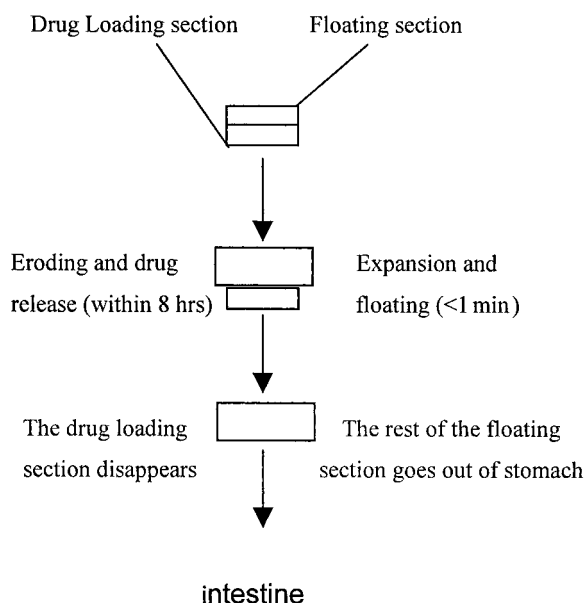 Drug Loading section
Floating section
Eroding and drug
release (within 8 hrs)
Expansion and
floating (<1 min)
The drug loading
section disappears
The rest of the floating
section goes out of stomach
intestine